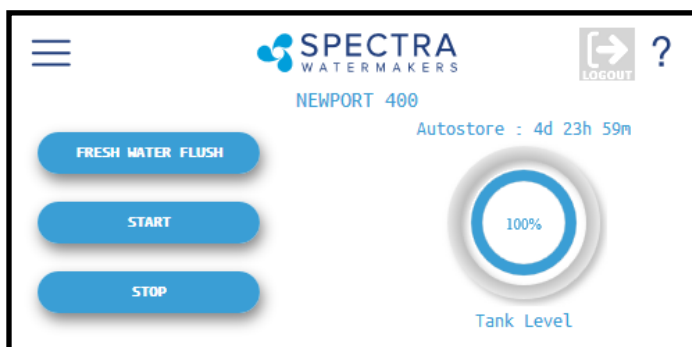 SPECTRA
WATERMAKERS
LOGOUT
?
NEWPORT 400
Autostore : 4d 23h 59m
FRESH WATER FLUSH
START
STOP
100%
Tank Level